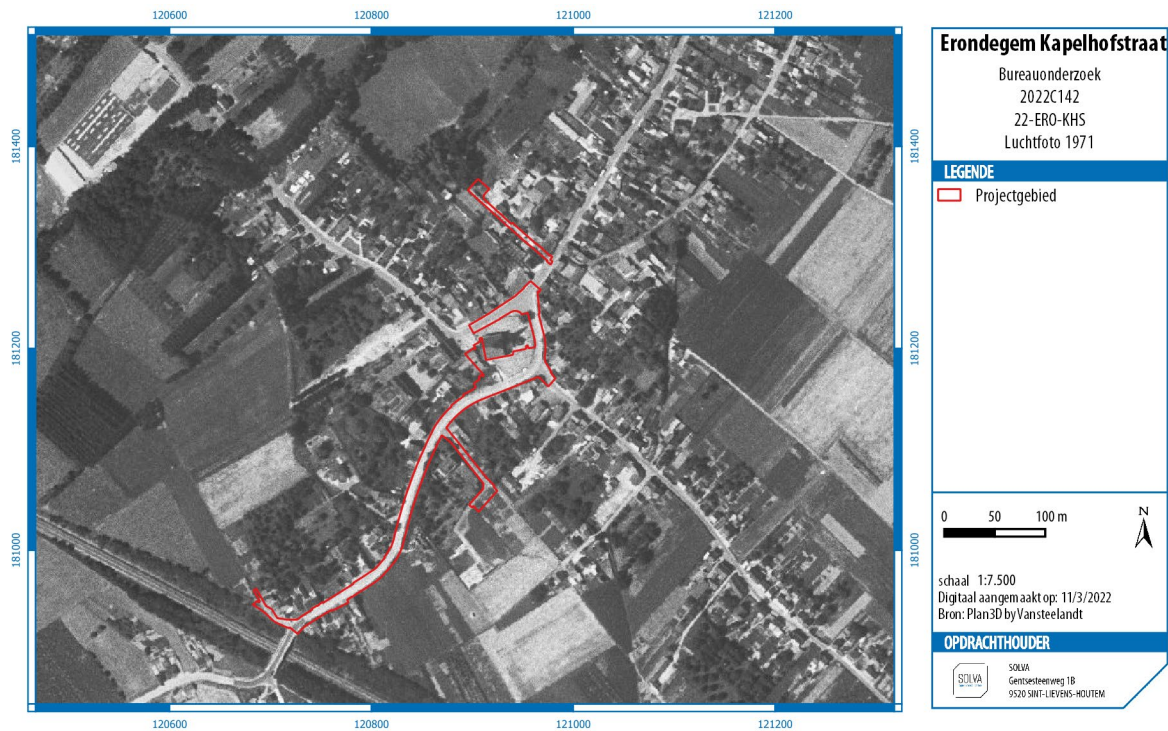 120600 120800 121000 121200
181400
181200
181000
181400
181200
181000
120600 120800 121000 121200
Erondegem Kapelhofstraat
Bureauonderzoek
2022C142
22-ERO-KHS
Luchtfoto 1971
LEGENDE
Projectgebied
0 50 100 m
N
schaal 1:7.500
Digitaal aangemaakt op: 11/3/2022
Bron: Plan3D by Vansteelandt
OPDRACHTHOUDER
SOLVA
SOLVA
Gentsesteenweg 1B
9520 SINT-LIEVENS-HOUTEM